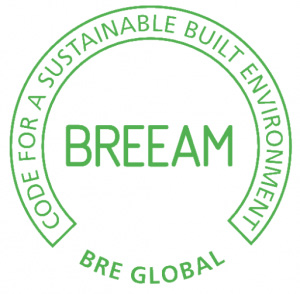 CODE FOR A SUSTAINABLE BUILT ENVIRONMENT
BREEAM
BRE GLOBAL